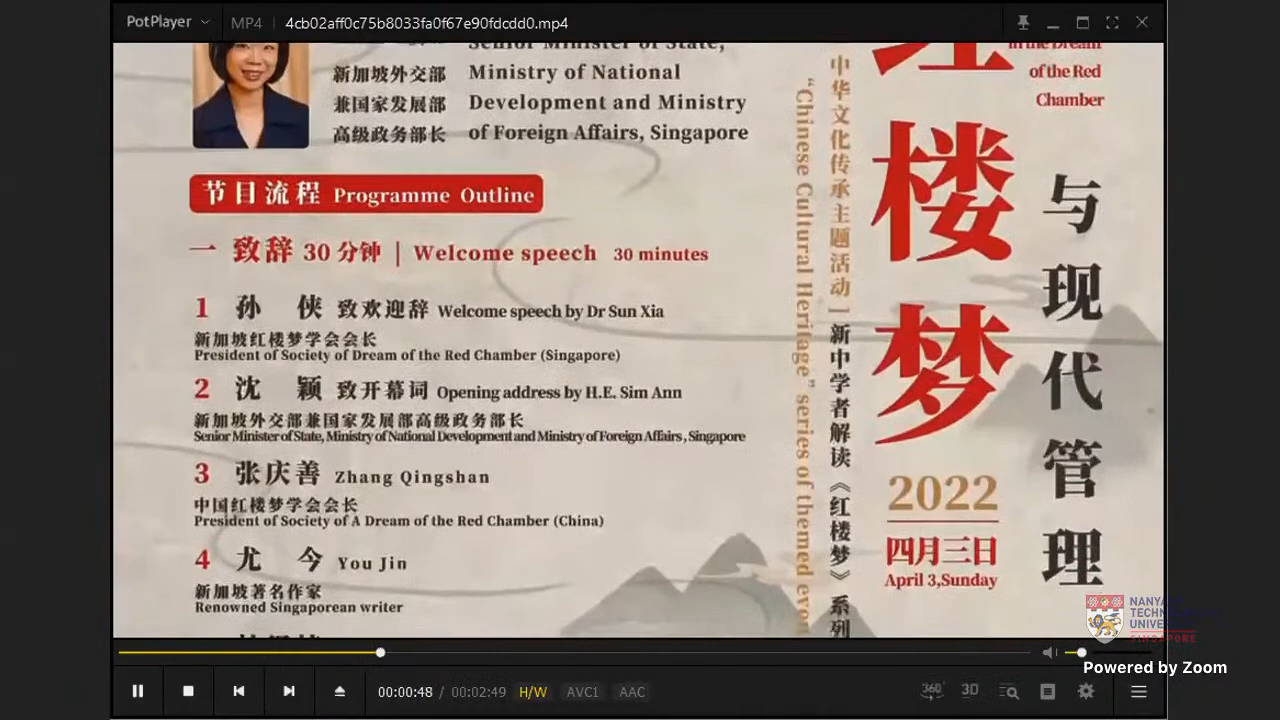 PotPlayer
MP4
4cb02aff0c75b8033fa0f67e90fdcdd0.mp4
Senior Minister of State,
新加坡外交部 Ministry of National
兼国家发展部 Development and Ministry
高级政务部长 of Foreign Affairs, Singapore
节目流程 Programme Outline
一 致辞 30 分钟 | Welcome speech 30 minutes
1 孙 侠 致欢迎辞 Welcome speech by Dr Sun Xia
新加坡红楼梦学会会长
President of Society of Dream of the Red Chamber (Singapore)
2 沈 颖 致开幕词 Opening address by H.E. Sim Ann
新加坡外交部兼国家发展部高级政务部长
Senior Minister of State, Ministry of National Development and Ministry of Foreign Affairs, Singapore
3 张庆善 Zhang Qingshan
中国红楼梦学会会长
President of Society of A Dream of the Red Chamber (China)
4 尤 今 You Jin
新加坡著名作家
Renowned Singaporean writer
"Chinese Cultural Heritage" series of themed
中华文化传承主题活动 | 新中学者解读《红楼梦》系列
楼梦
in the Dream
of the Red
Chamber
与现代管理
2022
四月三日
April 3,Sunday
SINGAPORE
Powered by Zoom
00:00:48 / 00:02:49 H/W AVC1 AAC
360°
3D